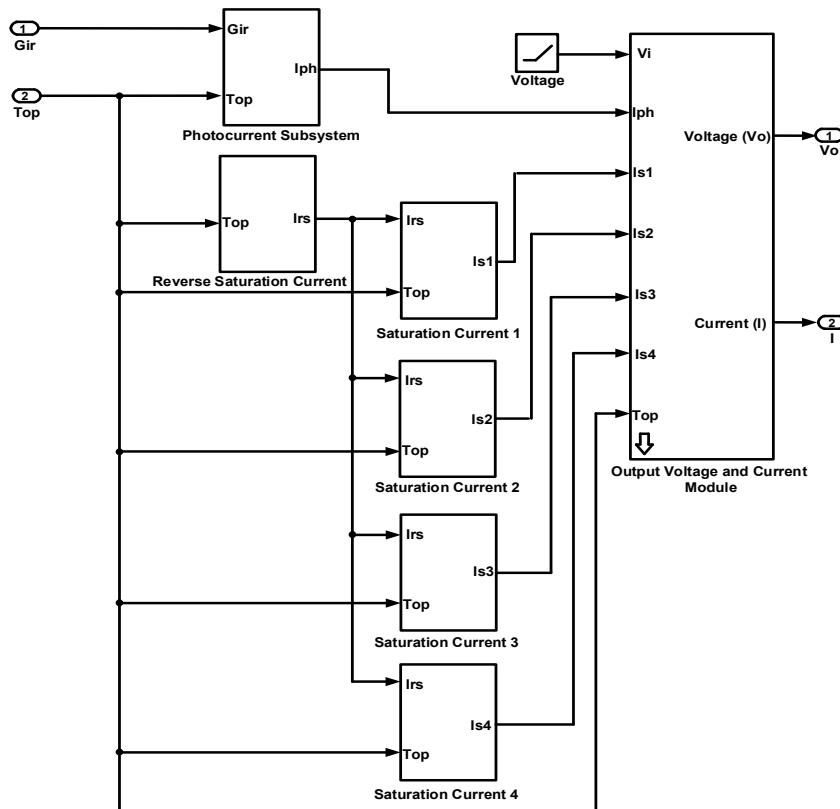 1
Gir
2
Top
Gir
Top
Iph
Photocurrent Subsystem
Voltage
Top
Irs
Reverse Saturation Current
Irs
Top
Is1
Saturation Current 1
Irs
Top
Is2
Saturation Current 2
Irs
Top
Is3
Saturation Current 3
Irs
Top
Is4
Saturation Current 4
Vi
Iph
Is1
Is2
Is3
Is4
Top
Voltage (Vo)
Current (I)
Output Voltage and Current
Module
1
Vo
2
I